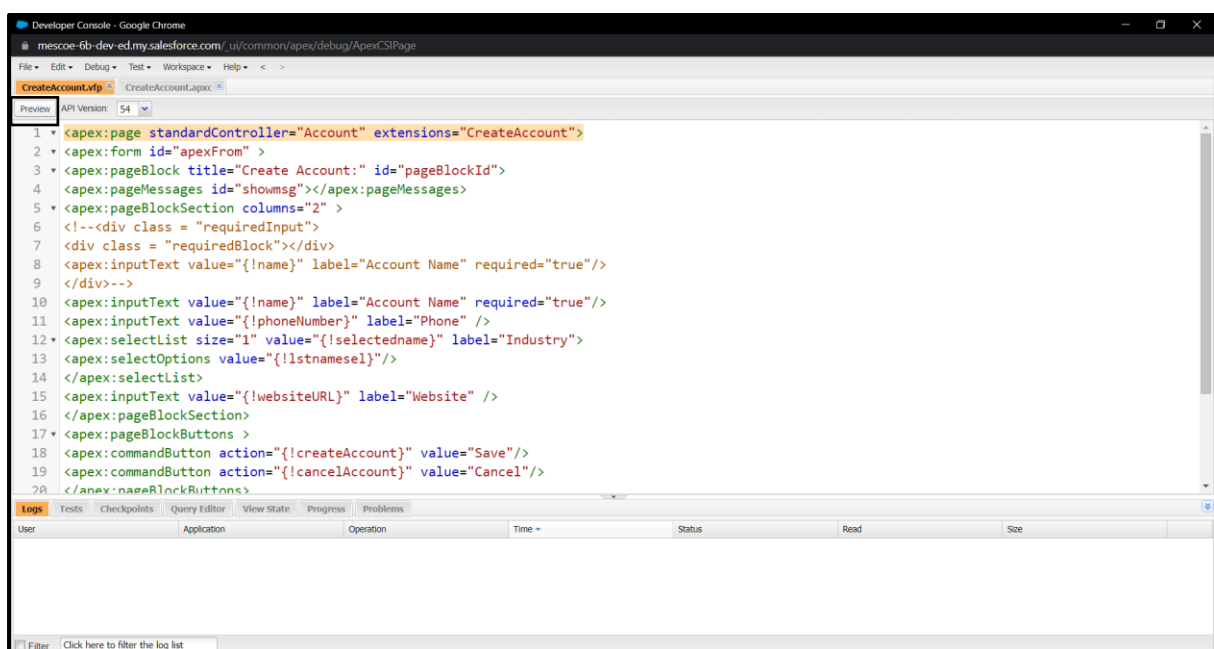 Developer Console - Google Chrome
mescoe-6b-dev-ed.my.salesforce.com/_ui/common/apex/debug/ApexCSIPage
File Edit Debug Test Workspace Help < >
CreateAccount.vfp CreateAccount.apxc
Preview API Version: 54
1 <apex:page standardController="Account" extensions="CreateAccount">
2 <apex:form id="apexFrom" >
3 <apex:pageBlock title="Create Account:" id="pageBlockId">
4 <apex:pageMessages id="showmsg"></apex:pageMessages>
5 <apex:pageBlockSection columns="2" >
6 <!--<div class = "requiredInput">
7 <div class = "requiredBlock"></div>
8 <apex:inputText value="{!name}" label="Account Name" required="true"/>
9 </div>-->
10 <apex:inputText value="{!name}" label="Account Name" required="true"/>
11 <apex:inputText value="{!phoneNumber}" label="Phone" />
12 <apex:selectList size="1" value="{!selectedname}" label="Industry">
13 <apex:selectOptions value="{!lstnamesel}"/>
14 </apex:selectList>
15 <apex:inputText value="{!websiteURL}" label="Website" />
16 </apex:pageBlockSection>
17 <apex:pageBlockButtons >
18 <apex:commandButton action="{!createAccount}" value="Save"/>
19 <apex:commandButton action="{!cancelAccount}" value="Cancel"/>
20 </apex:pageBlockButtons>
Logs Tests Checkpoints Query Editor View State Progress Problems
User Application Operation Time Status Read Size
Filter Click here to filter the log list